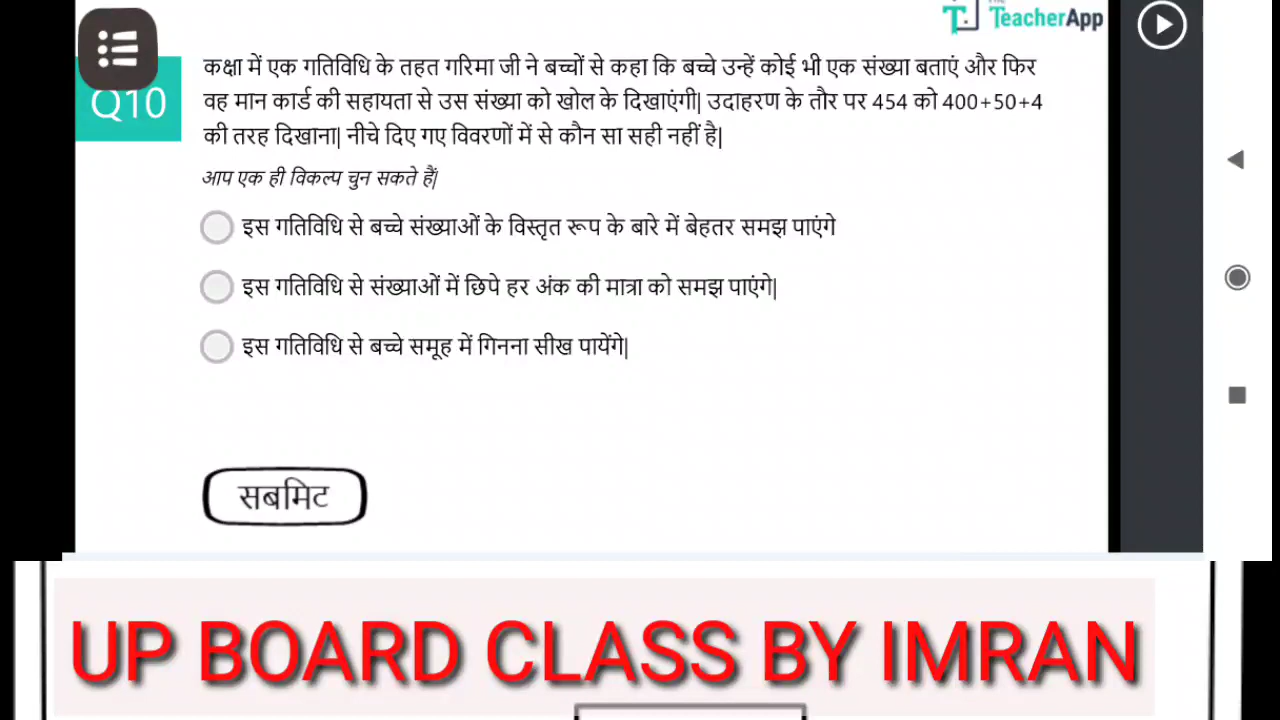 TeacherApp
Q10
कक्षा में एक गतिविधि के तहत गरिमा जी ने बच्चों से कहा कि बच्चे उन्हें कोई भी एक संख्या बताएं और फिर
वह मान कार्ड की सहायता से उस संख्या को खोल के दिखाएंगी| उदाहरण के तौर पर 454 को 400+50+4
की तरह दिखाना| नीचे दिए गए विवरणों में से कौन सा सही नहीं है|
आप एक ही विकल्प चुन सकते हैं|
इस गतिविधि से बच्चे संख्याओं के विस्तृत रूप के बारे में बेहतर समझ पाएंगे
इस गतिविधि से संख्याओं में छिपे हर अंक की मात्रा को समझ पाएंगे|
इस गतिविधि से बच्चे समूह में गिनना सीख पायेंगे|
सबमिट
UP BOARD CLASS BY IMRAN